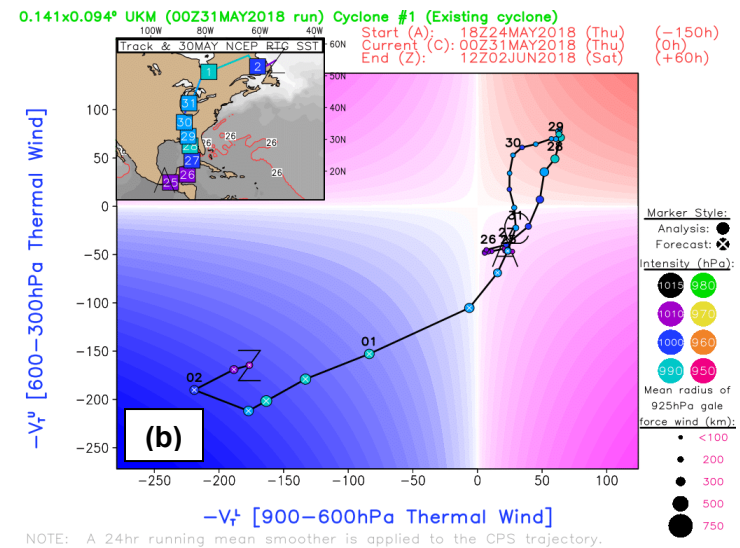 0.141x0.094° UKM (00Z31MAY2018 run) Cyclone #1 (Existing cyclone)
Start (A): 18Z24MAY2018 (Thu) (−150h)
Current (C): 00Z31MAY2018 (Thu) (0h)
End (Z): 12Z02JUN2018 (Sat) (+60h)
100W 80W 60W 40W
Track & 30MAY NCEP RTG SST
60N
50N
40N
30N
20N
1 2
31
30
29
28
27
26
25
26 26 26 26
−Vᴛᵁ [600−300hPa Thermal Wind]
100
50
0
−50
−100
−150
−200
−250
29
28
30
31
27
26 25
C
A
01
02
Z
(b)
−250 −200 −150 −100 −50 0 50 100
−Vᴛᴸ [900−600hPa Thermal Wind]
Marker Style:
Analysis:
Forecast:
Intensity (hPa):
1015 980
1010 970
1000 960
990 950
Mean radius of
925hPa gale
force wind (km):
<100
200
300
500
750
NOTE: A 24hr running mean smoother is applied to the CPS trajectory.